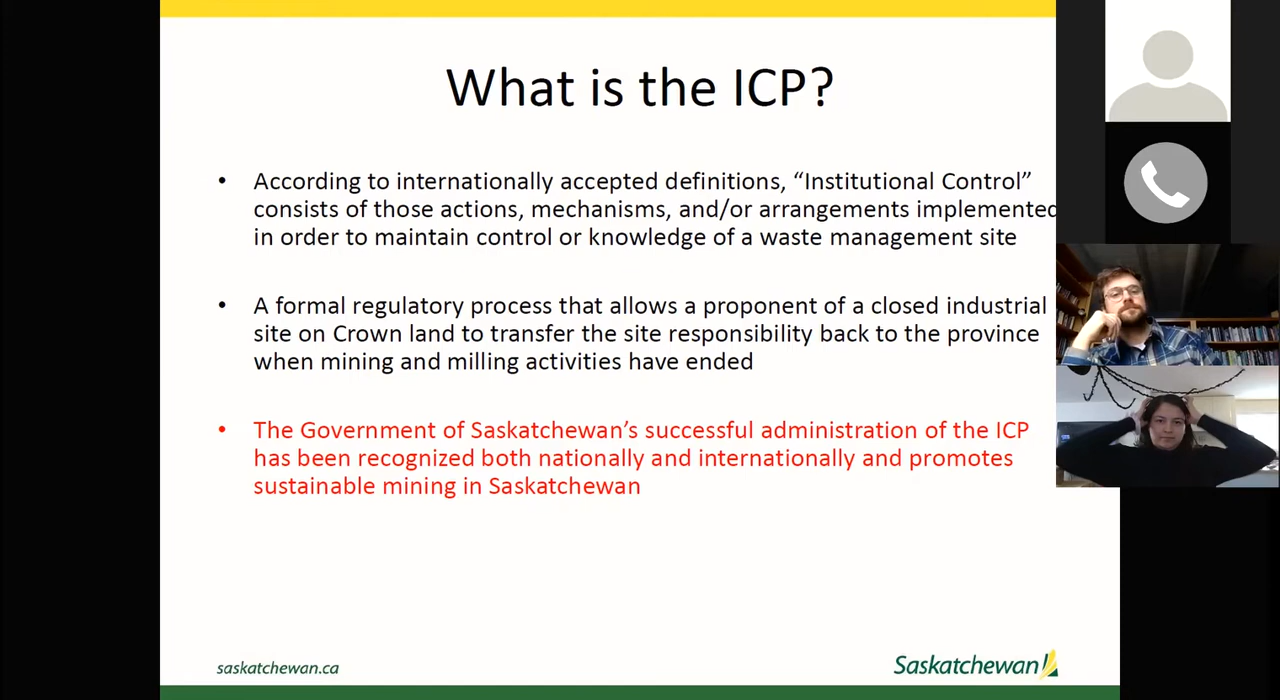 What is the ICP?
• According to internationally accepted definitions, “Institutional Control”
consists of those actions, mechanisms, and/or arrangements implemented
in order to maintain control or knowledge of a waste management site
• A formal regulatory process that allows a proponent of a closed industrial
site on Crown land to transfer the site responsibility back to the province
when mining and milling activities have ended
• The Government of Saskatchewan’s successful administration of the ICP
has been recognized both nationally and internationally and promotes
sustainable mining in Saskatchewan
saskatchewan.ca
Saskatchewan